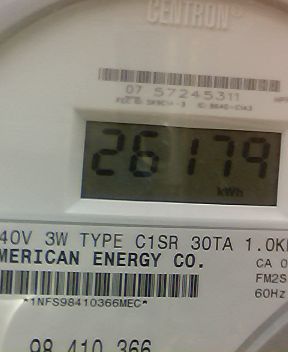 CENTRON®
07 57245311
26179
kWh
40V 3W TYPE C1SR 30TA 1.0K
MERICAN ENERGY CO.
CA 0
FM2S
60Hz
*1NFS98410366MEC*
98 410 366